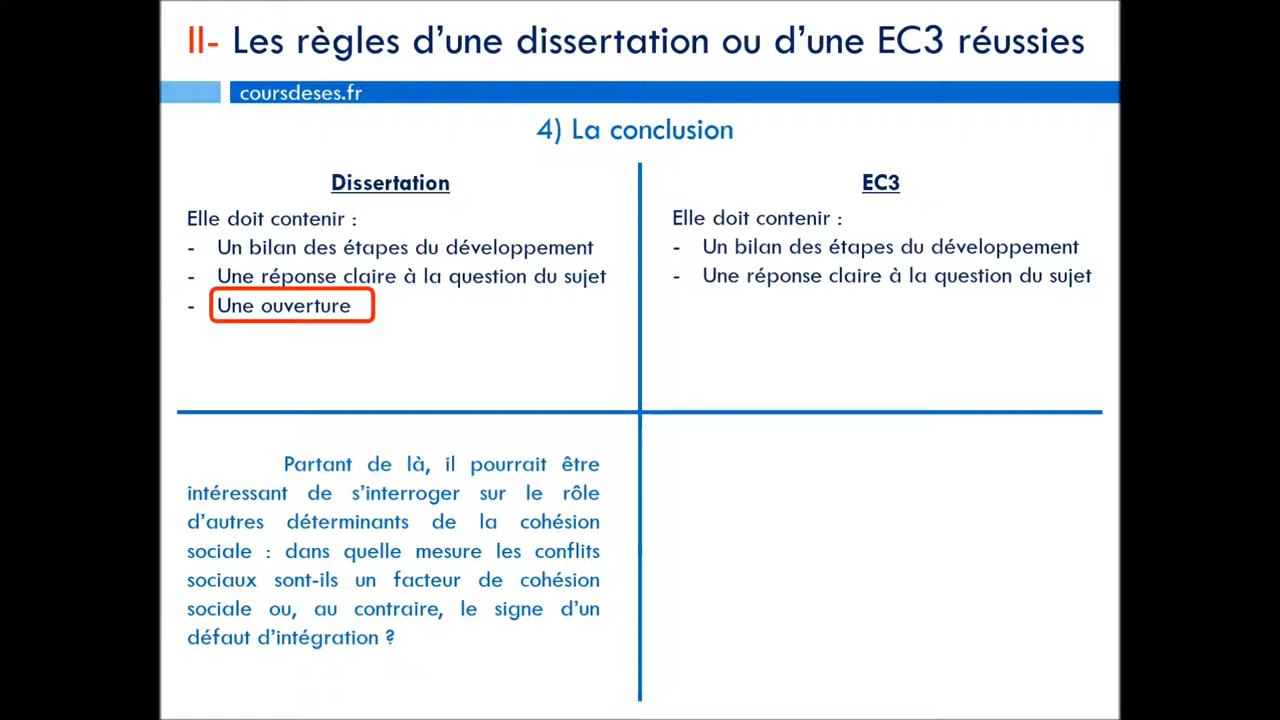 II- Les règles d’une dissertation ou d’une EC3 réussies
coursdeses.fr
4) La conclusion
Dissertation
Elle doit contenir :
- Un bilan des étapes du développement
- Une réponse claire à la question du sujet
- Une ouverture
EC3
Elle doit contenir :
- Un bilan des étapes du développement
- Une réponse claire à la question du sujet
Partant de là, il pourrait être
intéressant de s’interroger sur le rôle
d’autres déterminants de la cohésion
sociale : dans quelle mesure les conflits
sociaux sont-ils un facteur de cohésion
sociale ou, au contraire, le signe d’un
défaut d’intégration ?